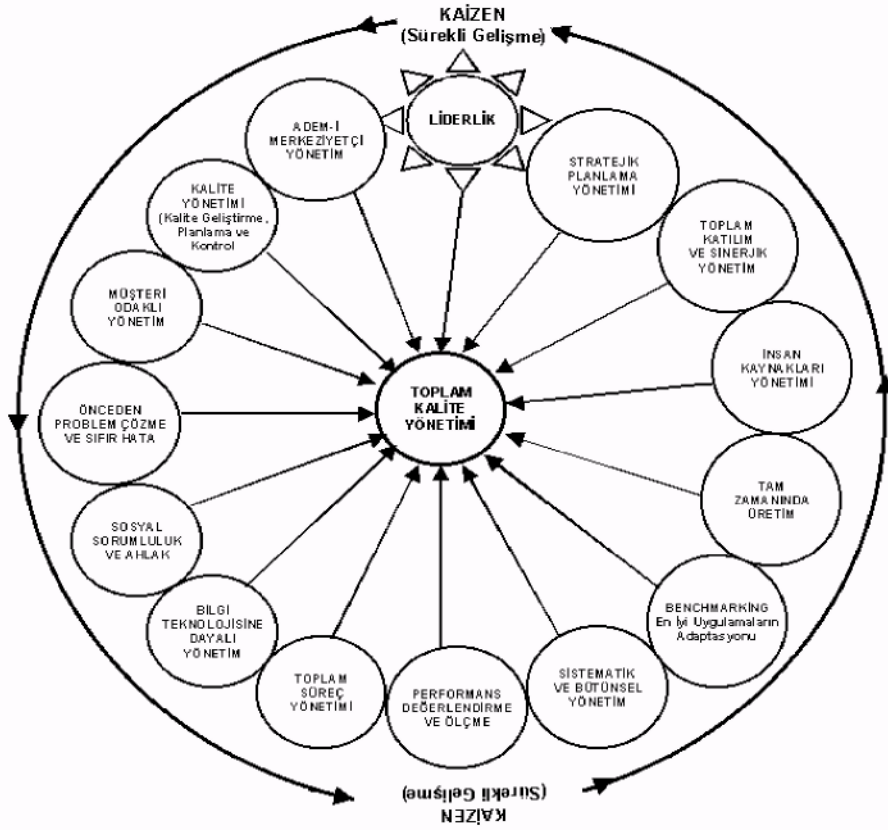 KAİZEN
(Sürekli Gelişme)
LİDERLİK
STRATEJİK
PLANLAMA
YÖNETİMİ
TOPLAM
KATILIM
VE SİNERJİK
YÖNETİM
İNSAN
KAYNAKLARI
YÖNETİMİ
TAM
ZAMANINDA
ÜRETİM
BENCHMARKING
En İyi Uygulamaların
Adaptasyonu
SİSTEMATİK
VE BÜTÜNSEL
YÖNETİM
PERFORMANS
DEĞERLENDİRME
VE ÖLÇME
TOPLAM
SÜREÇ
YÖNETİMİ
BİLGİ
TEKNOLOJİSİNE
DAYALI
YÖNETİM
SOSYAL
SORUMLULUK
VE AHLAK
ÖNCEDEN
PROBLEM ÇÖZME
VE SIFIR HATA
MÜŞTERİ
ODAKLI
YÖNETİM
KALİTE
YÖNETİMİ
(Kalite Geliştirme,
Planlama ve
Kontrol
ADEM-İ
MERKEZİYETÇİ
YÖNETİM
TOPLAM
KALİTE
YÖNETİMİ
KAİZEN
(Sürekli Gelişme)